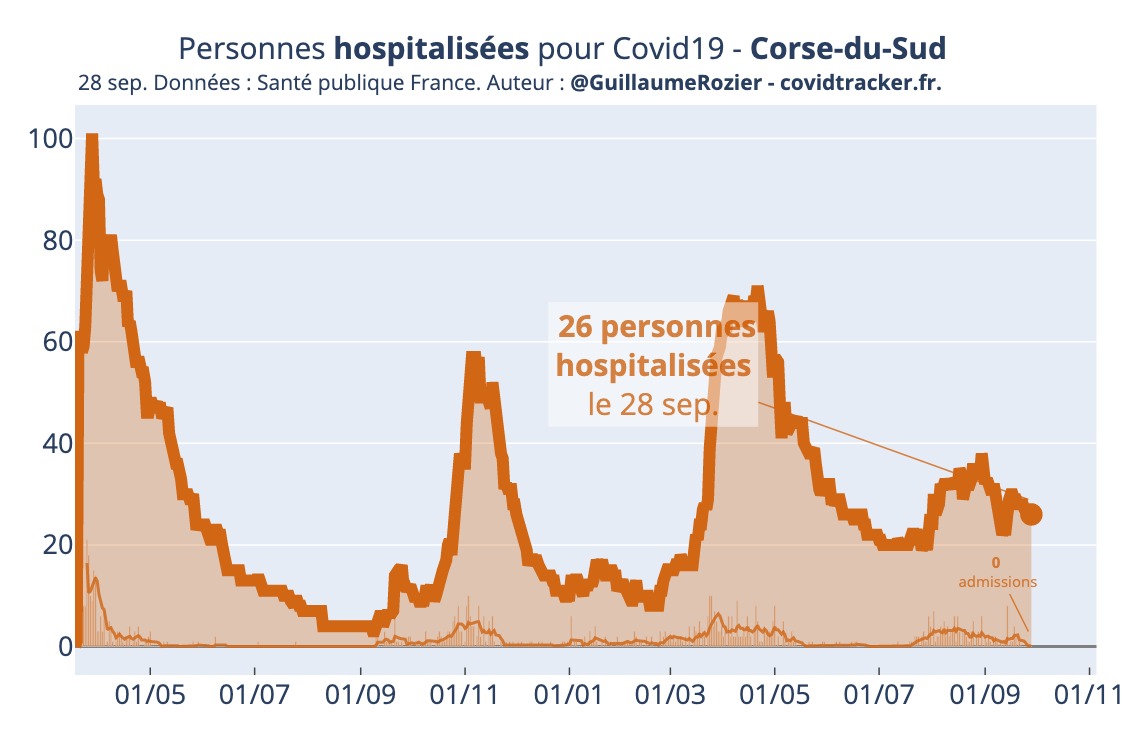 Personnes hospitalisées pour Covid19 - Corse-du-Sud
28 sep. Données : Santé publique France. Auteur : @GuillaumeRozier - covidtracker.fr.
100
80
60
40
20
0
26 personnes
hospitalisées
le 28 sep.
0
admissions
01/05 01/07 01/09 01/11 01/01 01/03 01/05 01/07 01/09 01/11